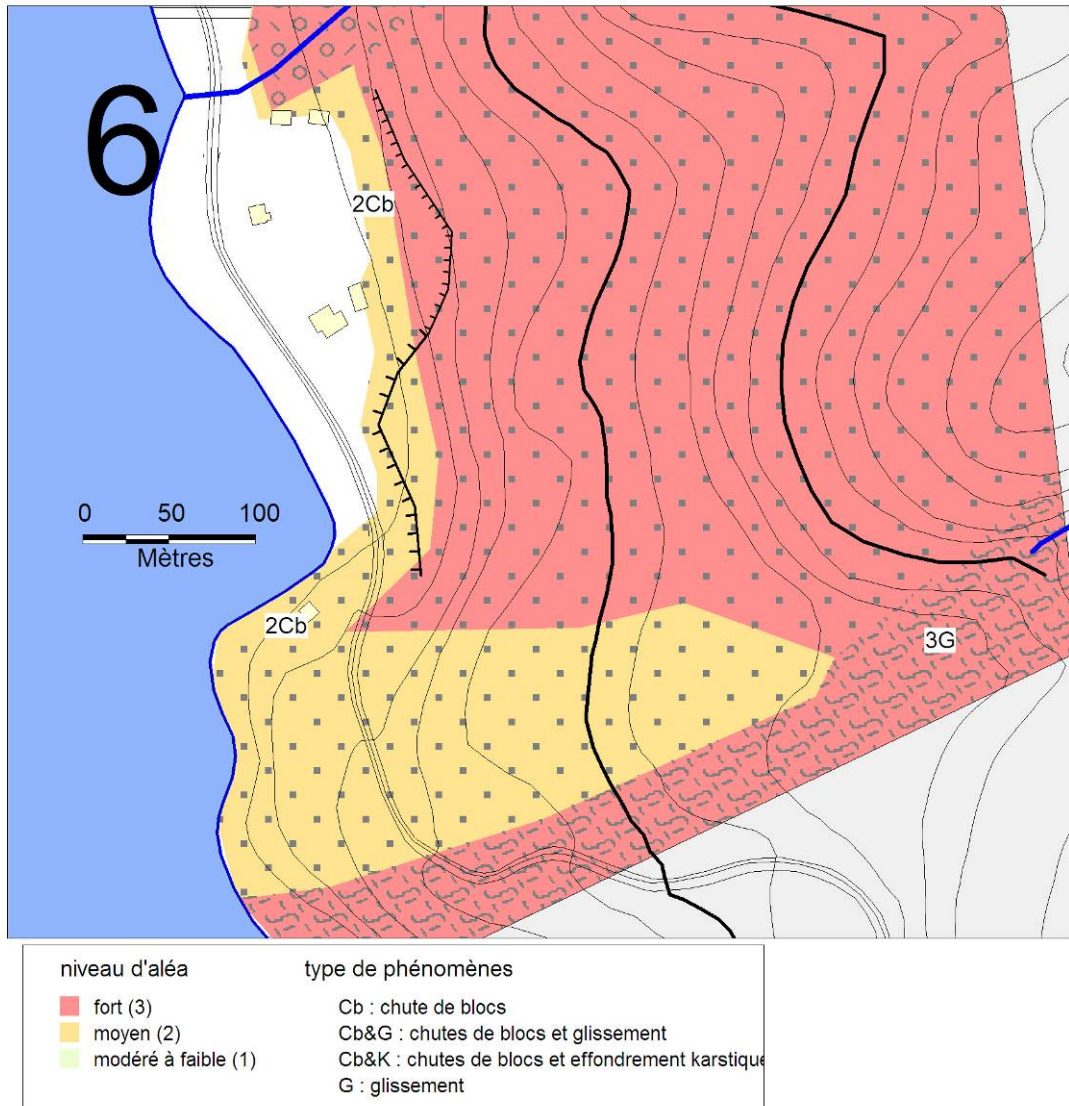 6
2Cb
0 50 100
Mètres
2Cb
3G
niveau d'aléa
fort (3)
moyen (2)
modéré à faible (1)
type de phénomènes
Cb : chute de blocs
Cb&G : chutes de blocs et glissement
Cb&K : chutes de blocs et effondrement karstique
G : glissement